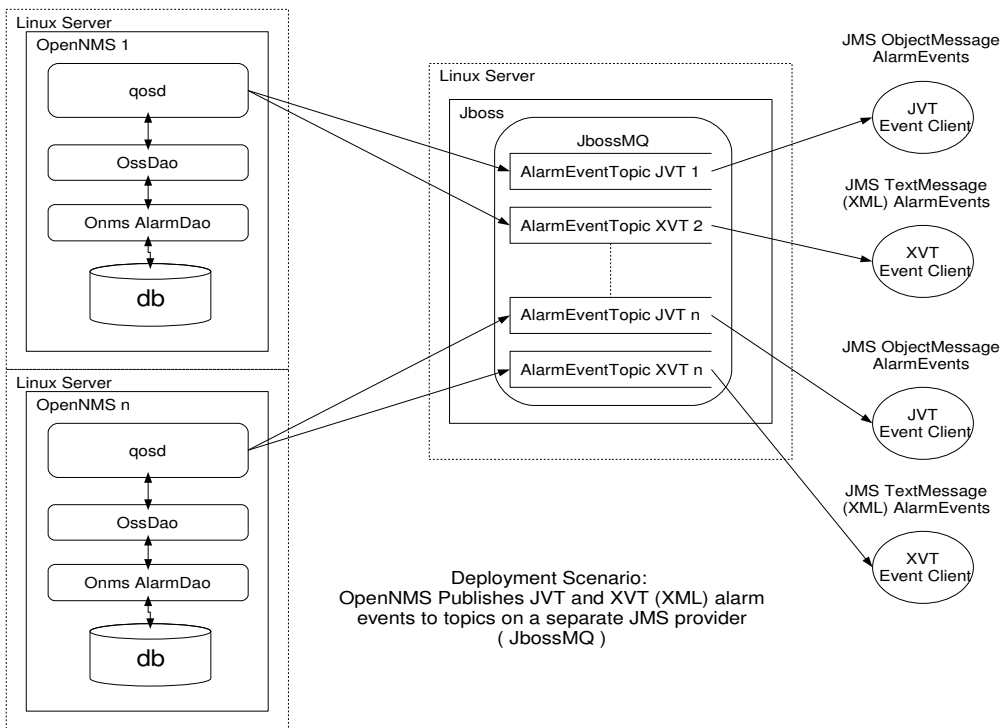 Linux Server
OpenNMS 1
qosd
OssDao
Onms AlarmDao
db
Linux Server
OpenNMS n
qosd
OssDao
Onms AlarmDao
db
Linux Server
Jboss
JbossMQ
AlarmEventTopic JVT 1
AlarmEventTopic XVT 2
AlarmEventTopic JVT n
AlarmEventTopic XVT n
JMS ObjectMessage
AlarmEvents
JVT
Event Client
JMS TextMessage
(XML) AlarmEvents
XVT
Event Client
JMS ObjectMessage
AlarmEvents
JVT
Event Client
JMS TextMessage
(XML) AlarmEvents
XVT
Event Client
Deployment Scenario:
OpenNMS Publishes JVT and XVT (XML) alarm
events to topics on a separate JMS provider
( JbossMQ )